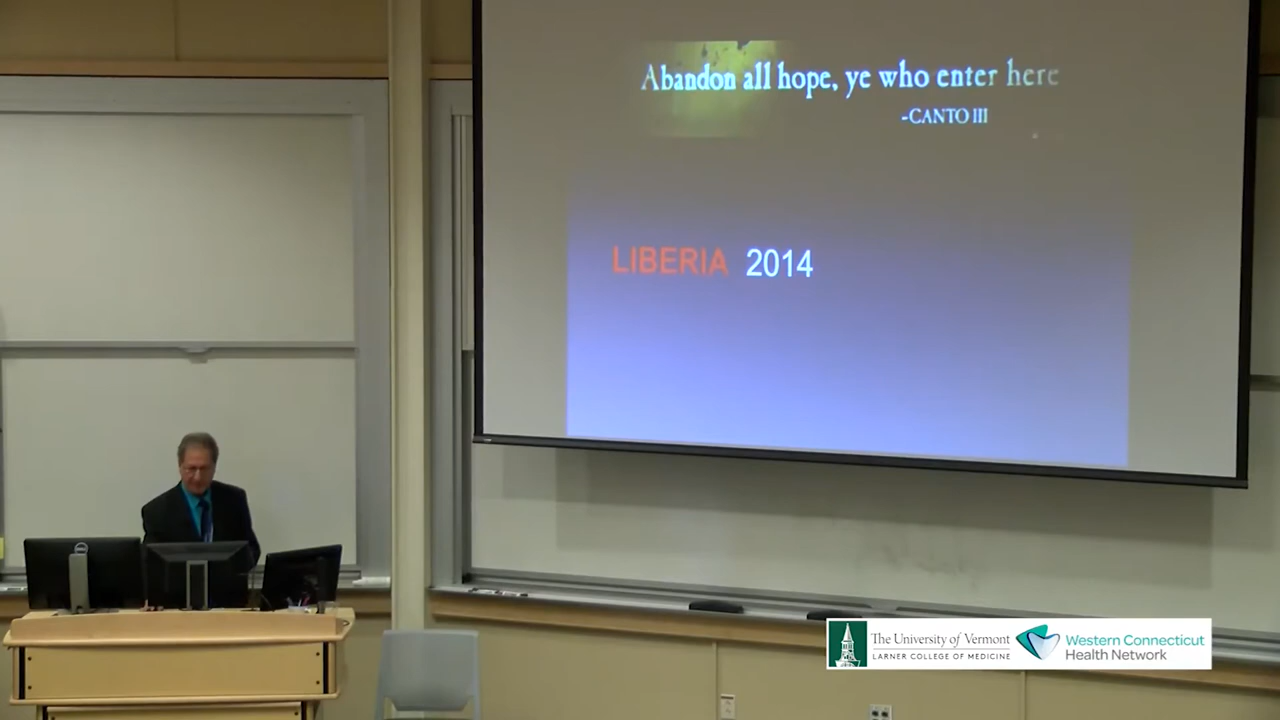 Abandon all hope, ye who enter here
-CANTO III
LIBERIA 2014
The University of Vermont
LARNER COLLEGE OF MEDICINE
Western Connecticut
Health Network